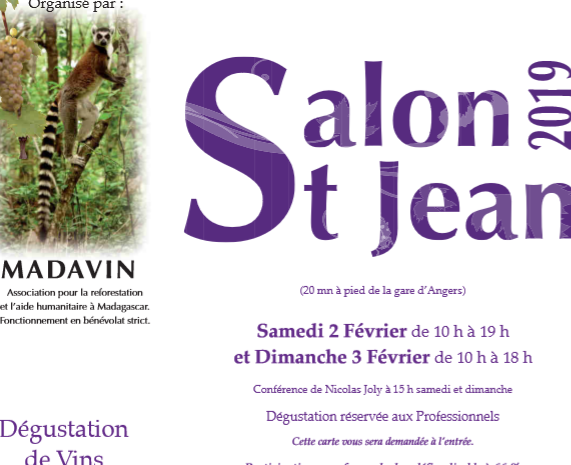 Organisé par :
MADAVIN
Association pour la reforestation
et l'aide humanitaire à Madagascar.
Fonctionnement en bénévolat strict.
Dégustation
de Vins
Salon
St Jean
2019
(20 mn à pied de la gare d'Angers)
Samedi 2 Février de 10 h à 19 h
et Dimanche 3 Février de 10 h à 18 h
Conférence de Nicolas Joly à 15 h samedi et dimanche
Dégustation réservée aux Professionnels
Cette carte vous sera demandée à l'entrée.